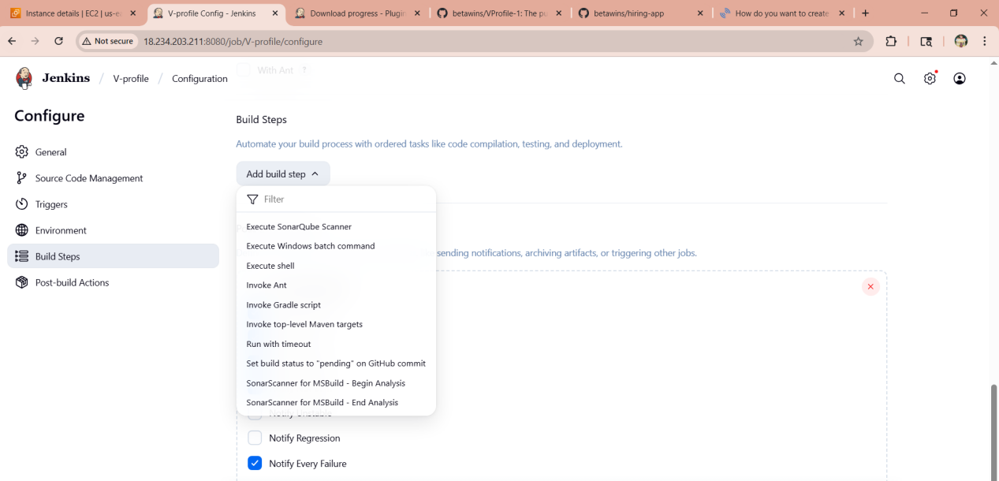 Instance details | EC2 | us-e
V-profile Config - Jenkins
Download progress - Plugin
betawins/VProfile-1: The pu
betawins/hiring-app
How do you want to create
Not secure
18.234.203.211:8080/job/V-profile/configure
Jenkins / V-profile / Configuration
With Ant ?
Configure
General
Source Code Management
Triggers
Environment
Build Steps
Post-build Actions
Build Steps
Automate your build process with ordered tasks like code compilation, testing, and deployment.
Add build step
Filter
Execute SonarQube Scanner
Execute Windows batch command
sending notifications, archiving artifacts, or triggering other jobs.
Execute shell
Invoke Ant
Invoke Gradle script
Invoke top-level Maven targets
Run with timeout
Set build status to "pending" on GitHub commit
SonarScanner for MSBuild - Begin Analysis
SonarScanner for MSBuild - End Analysis
Notify Regression
Notify Every Failure